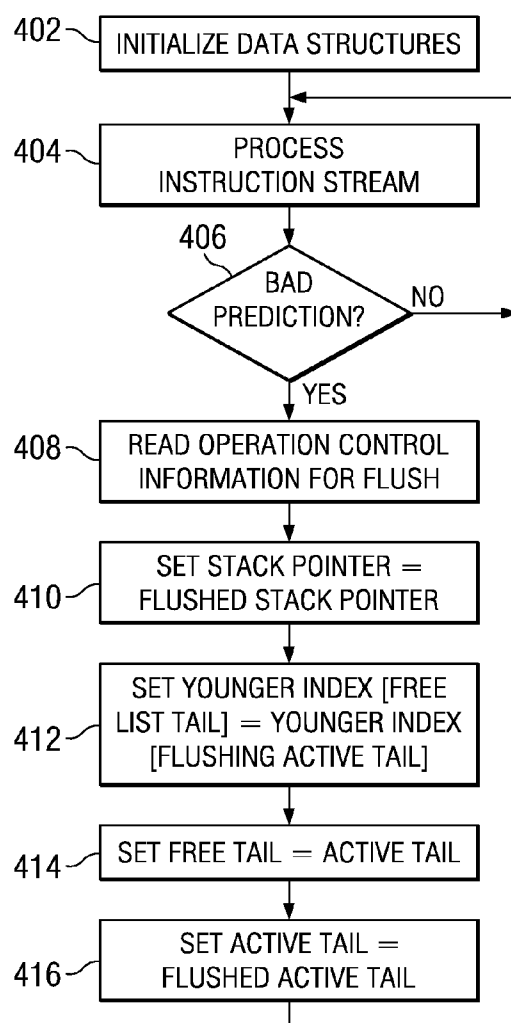 402
INITIALIZE DATA STRUCTURES
404
PROCESS
INSTRUCTION STREAM
406
BAD
PREDICTION?
NO
YES
408
READ OPERATION CONTROL
INFORMATION FOR FLUSH
410
SET STACK POINTER =
FLUSHED STACK POINTER
412
SET YOUNGER INDEX [FREE
LIST TAIL] = YOUNGER INDEX
[FLUSHING ACTIVE TAIL]
414
SET FREE TAIL = ACTIVE TAIL
416
SET ACTIVE TAIL =
FLUSHED ACTIVE TAIL